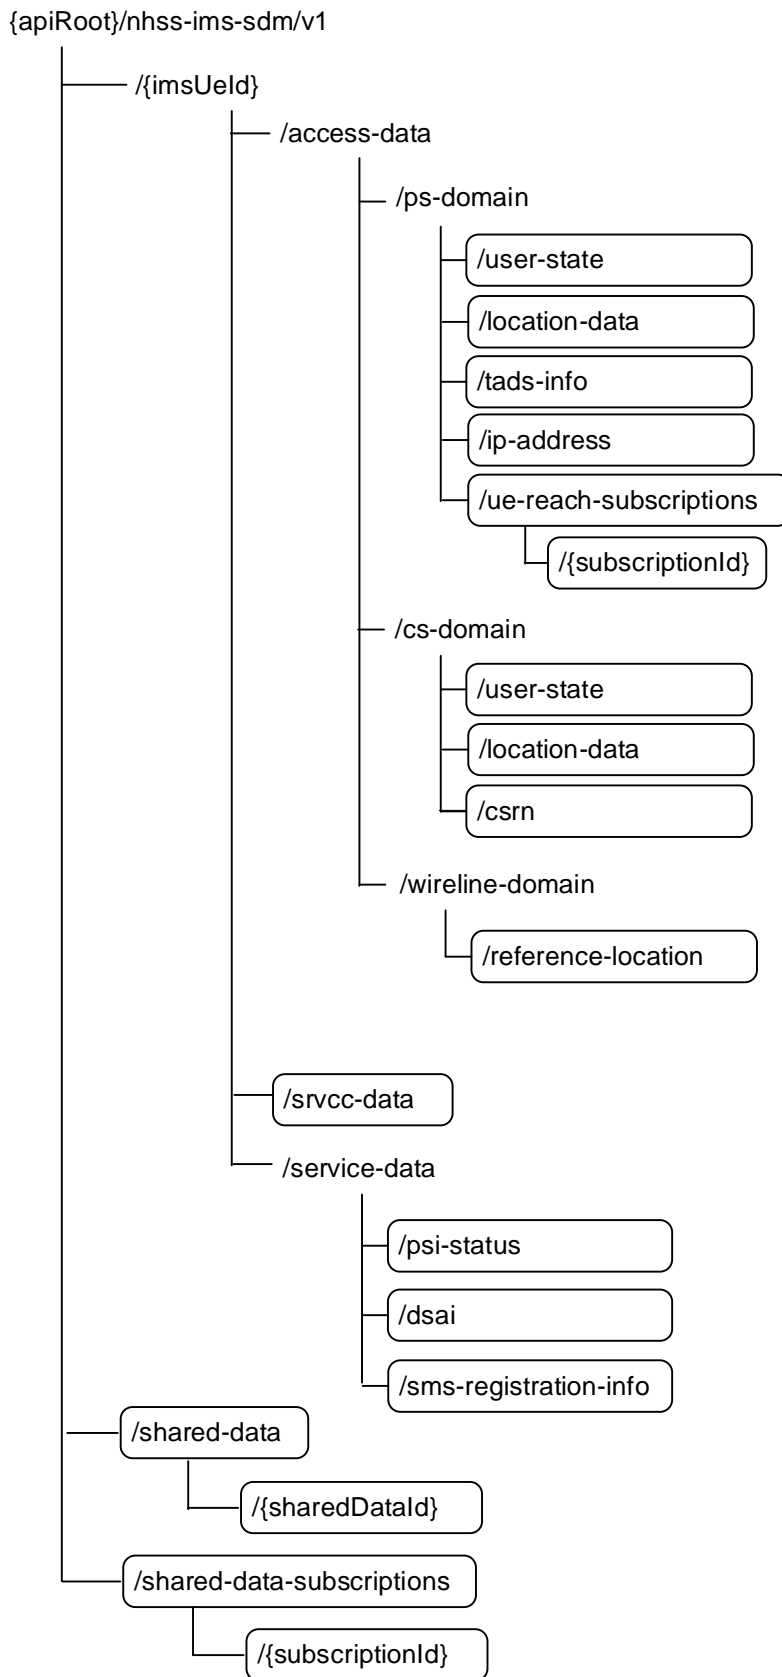 {apiRoot}/nhss-ims-sdm/v1
/{imsUeId}
/access-data
/ps-domain
/user-state
/location-data
/tads-info
/ip-address
/ue-reach-subscriptions
/{subscriptionId}
/cs-domain
/user-state
/location-data
/csrn
/wireline-domain
/reference-location
/srvcc-data
/service-data
/psi-status
/dsai
/sms-registration-info
/shared-data
/{sharedDataId}
/shared-data-subscriptions
/{subscriptionId}